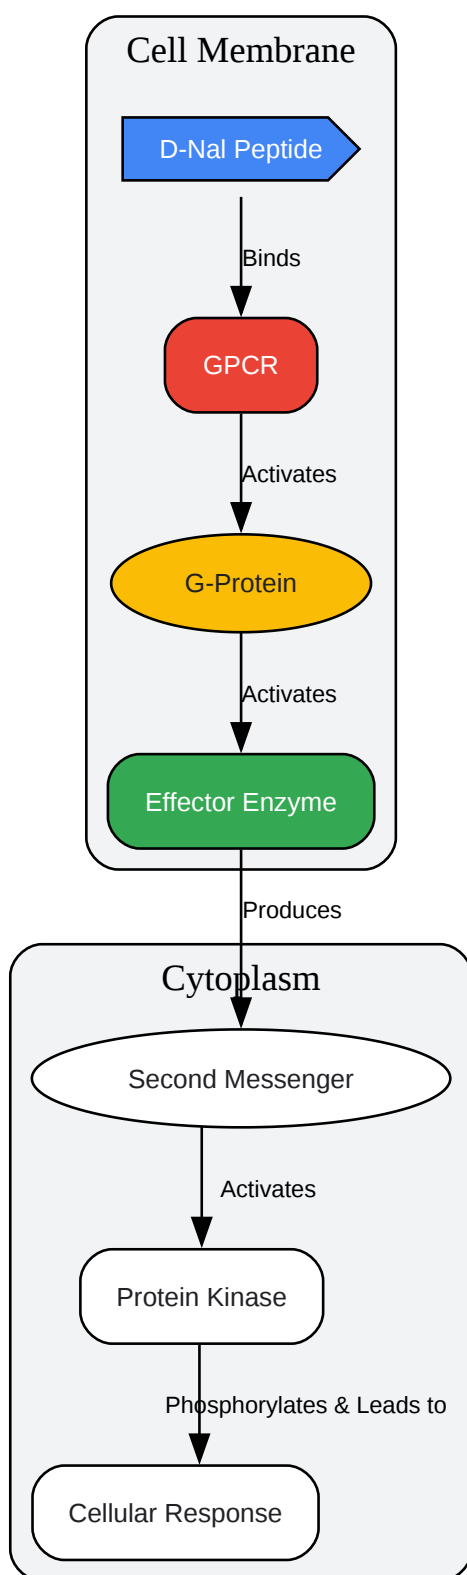 Cell Membrane
D-Nal Peptide
Binds
GPCR
Activates
G-Protein
Activates
Effector Enzyme
Produces
Cytoplasm
Second Messenger
Activates
Protein Kinase
Phosphorylates & Leads to
Cellular Response